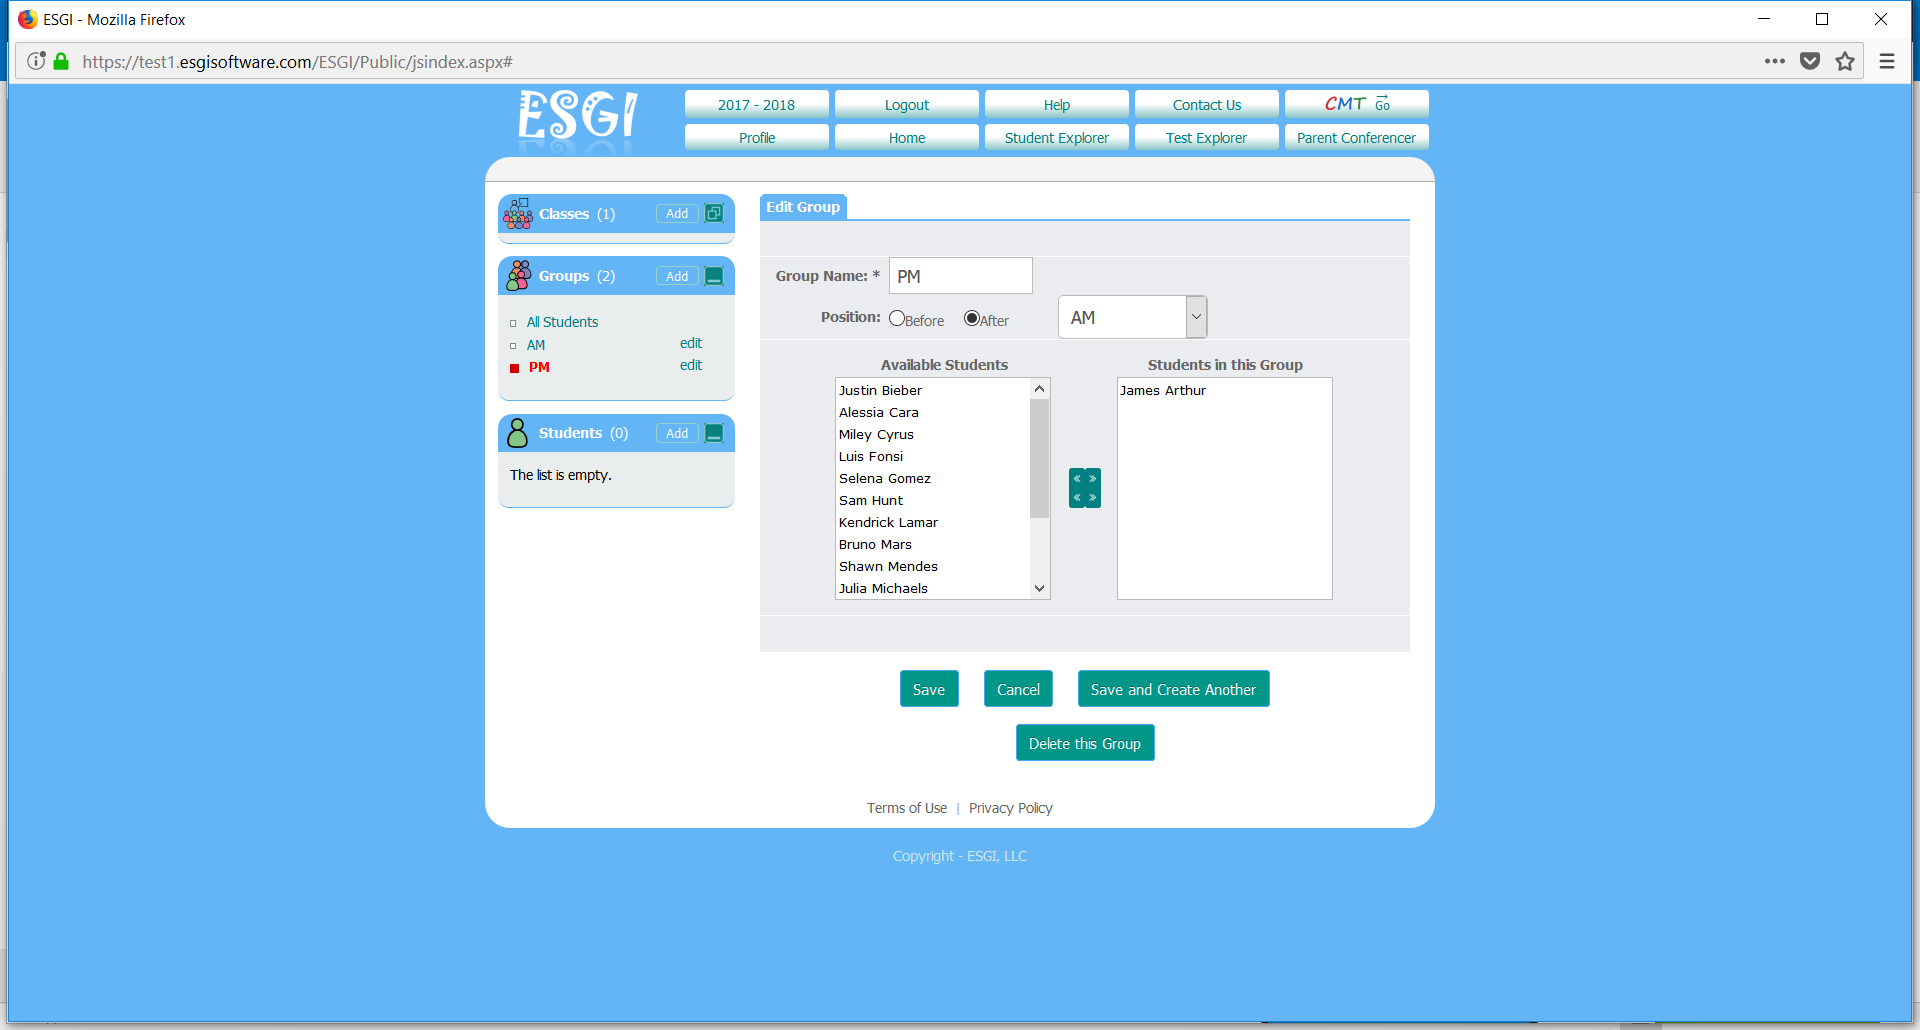 ESGI - Mozilla Firefox
https://test1.esgisoftware.com/ESGI/Public/jsindex.aspx#
ESGI
2017 - 2018 Logout Help Contact Us CMT Go
Profile Home Student Explorer Test Explorer Parent Conferencer
Classes (1) Add
Groups (2) Add
All Students
AM edit
PM edit
Students (0) Add
The list is empty.
Edit Group
Group Name: * PM
Position: Before After AM
Available Students Students in this Group
Justin Bieber James Arthur
Alessia Cara
Miley Cyrus
Luis Fonsi
Selena Gomez
Sam Hunt
Kendrick Lamar
Bruno Mars
Shawn Mendes
Julia Michaels
Save Cancel Save and Create Another
Delete this Group
Terms of Use | Privacy Policy
Copyright - ESGI, LLC